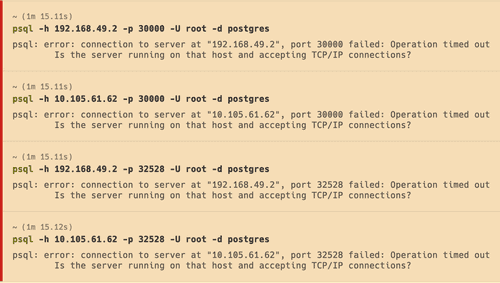 ~ (1m 15.11s)
psql -h 192.168.49.2 -p 30000 -U root -d postgres
psql: error: connection to server at "192.168.49.2", port 30000 failed: Operation timed out
Is the server running on that host and accepting TCP/IP connections?
~ (1m 15.11s)
psql -h 10.105.61.62 -p 30000 -U root -d postgres
psql: error: connection to server at "10.105.61.62", port 30000 failed: Operation timed out
Is the server running on that host and accepting TCP/IP connections?
~ (1m 15.11s)
psql -h 192.168.49.2 -p 32528 -U root -d postgres
psql: error: connection to server at "192.168.49.2", port 32528 failed: Operation timed out
Is the server running on that host and accepting TCP/IP connections?
~ (1m 15.12s)
psql -h 10.105.61.62 -p 32528 -U root -d postgres
psql: error: connection to server at "10.105.61.62", port 32528 failed: Operation timed out
Is the server running on that host and accepting TCP/IP connections?